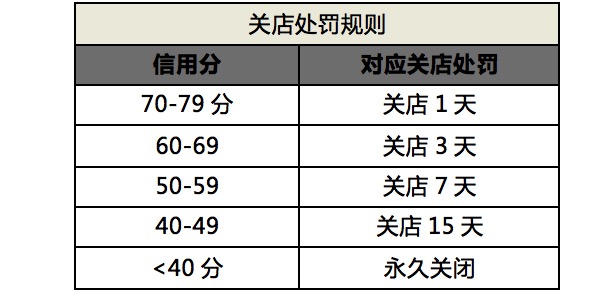 关店处罚规则
信用分 对应关店处罚
70-79 分 关店 1 天
60-69 关店 3 天
50-59 关店 7 天
40-49 关店 15 天
<40 分 永久关闭